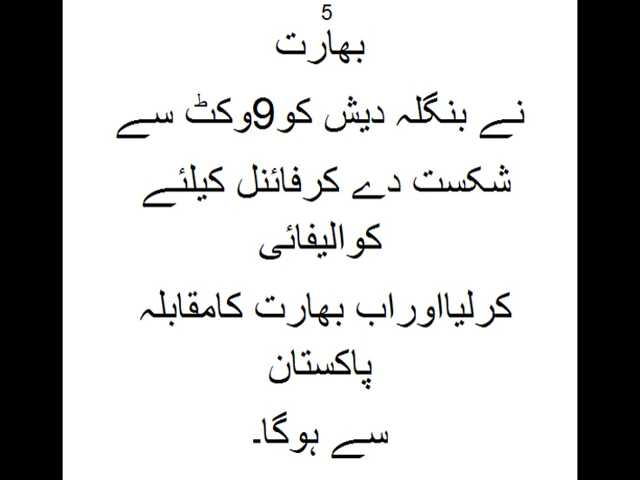 5
بھارت
نے بنگلہ دیش کو9وکٹ سے
شکست دے کرفائنل کیلئے
کوالیفائی
کرلیااوراب بھارت کامقابلہ
پاکستان
سے ہوگا۔